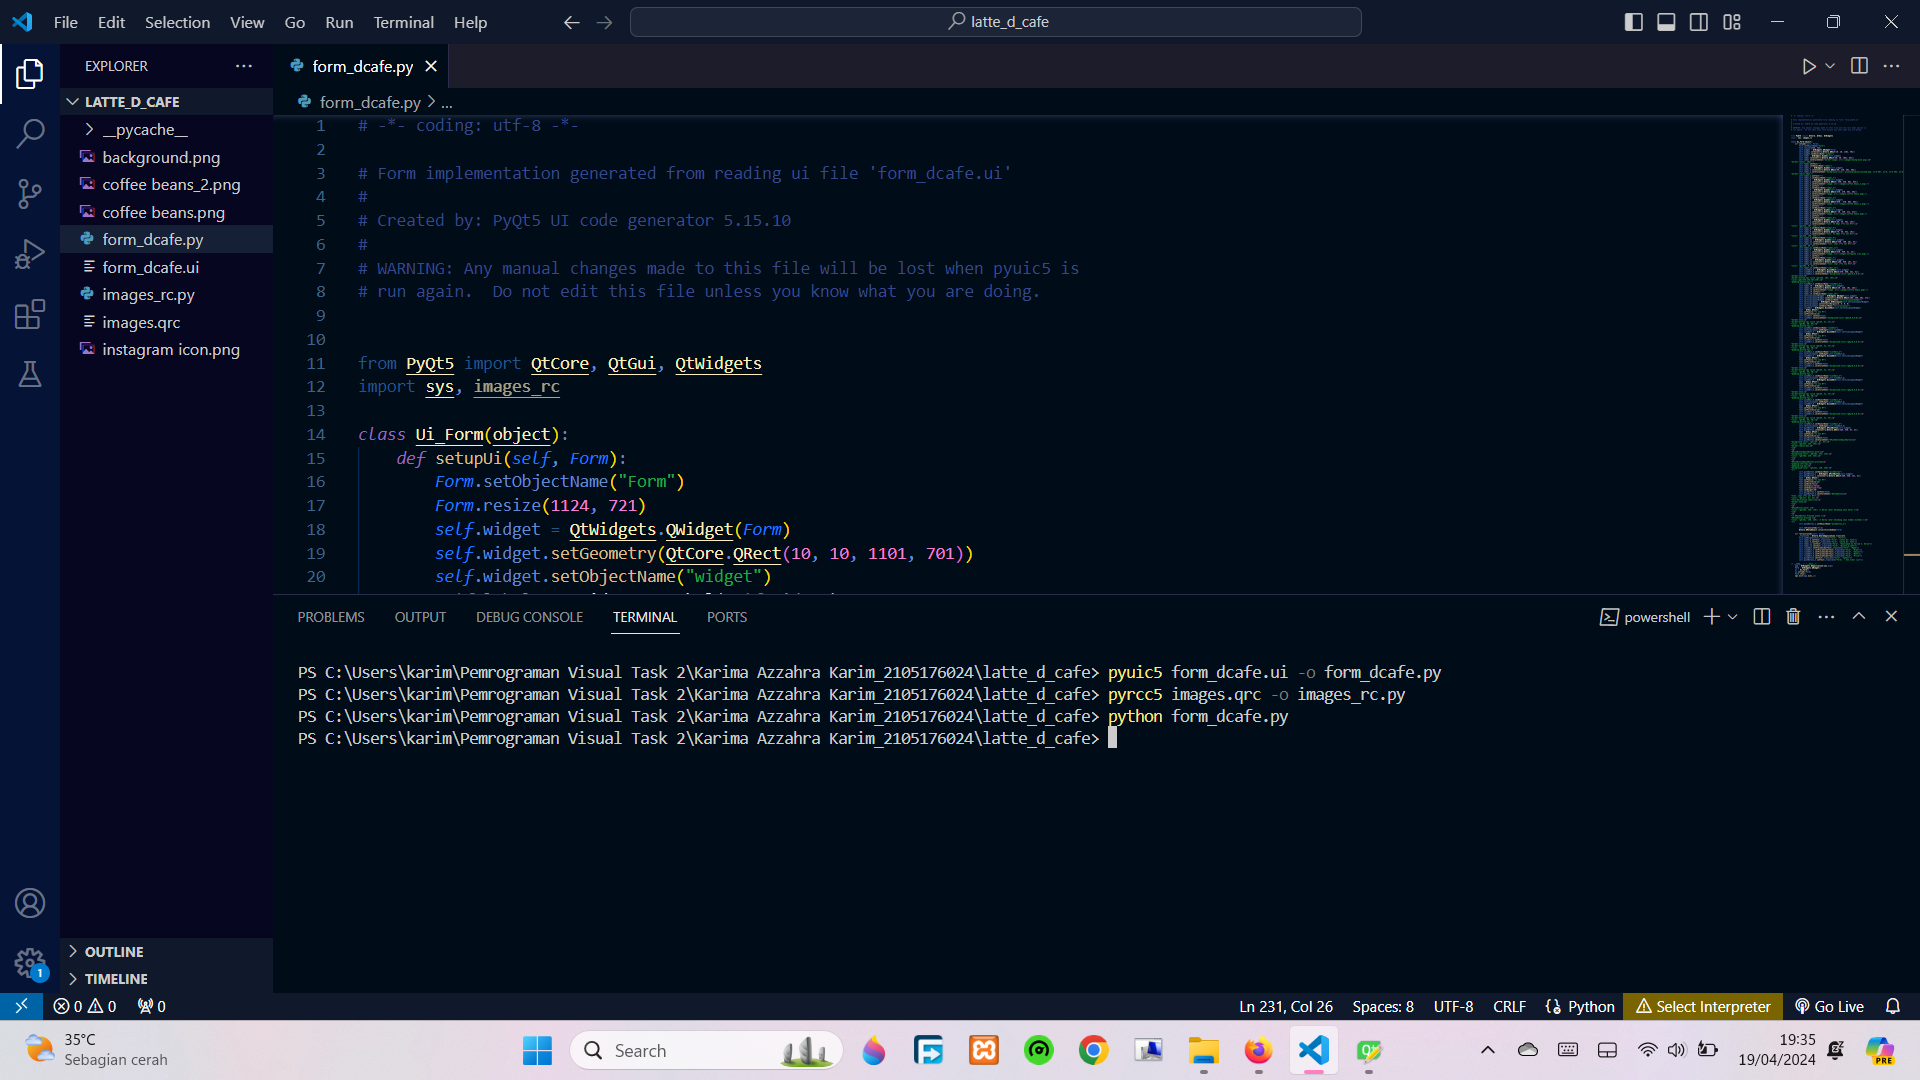 File Edit Selection View Go Run Terminal Help
latte_d_cafe
EXPLORER
LATTE_D_CAFE
__pycache__
background.png
coffee beans_2.png
coffee beans.png
form_dcafe.py
form_dcafe.ui
images_rc.py
images.qrc
instagram icon.png
OUTLINE
TIMELINE
form_dcafe.py
form_dcafe.py > ...
1 # -*- coding: utf-8 -*-
2
3 # Form implementation generated from reading ui file 'form_dcafe.ui'
4 #
5 # Created by: PyQt5 UI code generator 5.15.10
6 #
7 # WARNING: Any manual changes made to this file will be lost when pyuic5 is
8 # run again.  Do not edit this file unless you know what you are doing.
9
10
11 from PyQt5 import QtCore, QtGui, QtWidgets
12 import sys, images_rc
13
14 class Ui_Form(object):
15     def setupUi(self, Form):
16         Form.setObjectName("Form")
17         Form.resize(1124, 721)
18         self.widget = QtWidgets.QWidget(Form)
19         self.widget.setGeometry(QtCore.QRect(10, 10, 1101, 701))
20         self.widget.setObjectName("widget")
PROBLEMS OUTPUT DEBUG CONSOLE TERMINAL PORTS
powershell
PS C:\Users\karim\Pemrograman Visual Task 2\Karima Azzahra Karim_2105176024\latte_d_cafe> pyuic5 form_dcafe.ui -o form_dcafe.py
PS C:\Users\karim\Pemrograman Visual Task 2\Karima Azzahra Karim_2105176024\latte_d_cafe> pyrcc5 images.qrc -o images_rc.py
PS C:\Users\karim\Pemrograman Visual Task 2\Karima Azzahra Karim_2105176024\latte_d_cafe> python form_dcafe.py
PS C:\Users\karim\Pemrograman Visual Task 2\Karima Azzahra Karim_2105176024\latte_d_cafe>
1
0 0 0
Ln 231, Col 26 Spaces: 8 UTF-8 CRLF Python Select Interpreter Go Live
35°C
Sebagian cerah
Search
19:35
19/04/2024
PRE